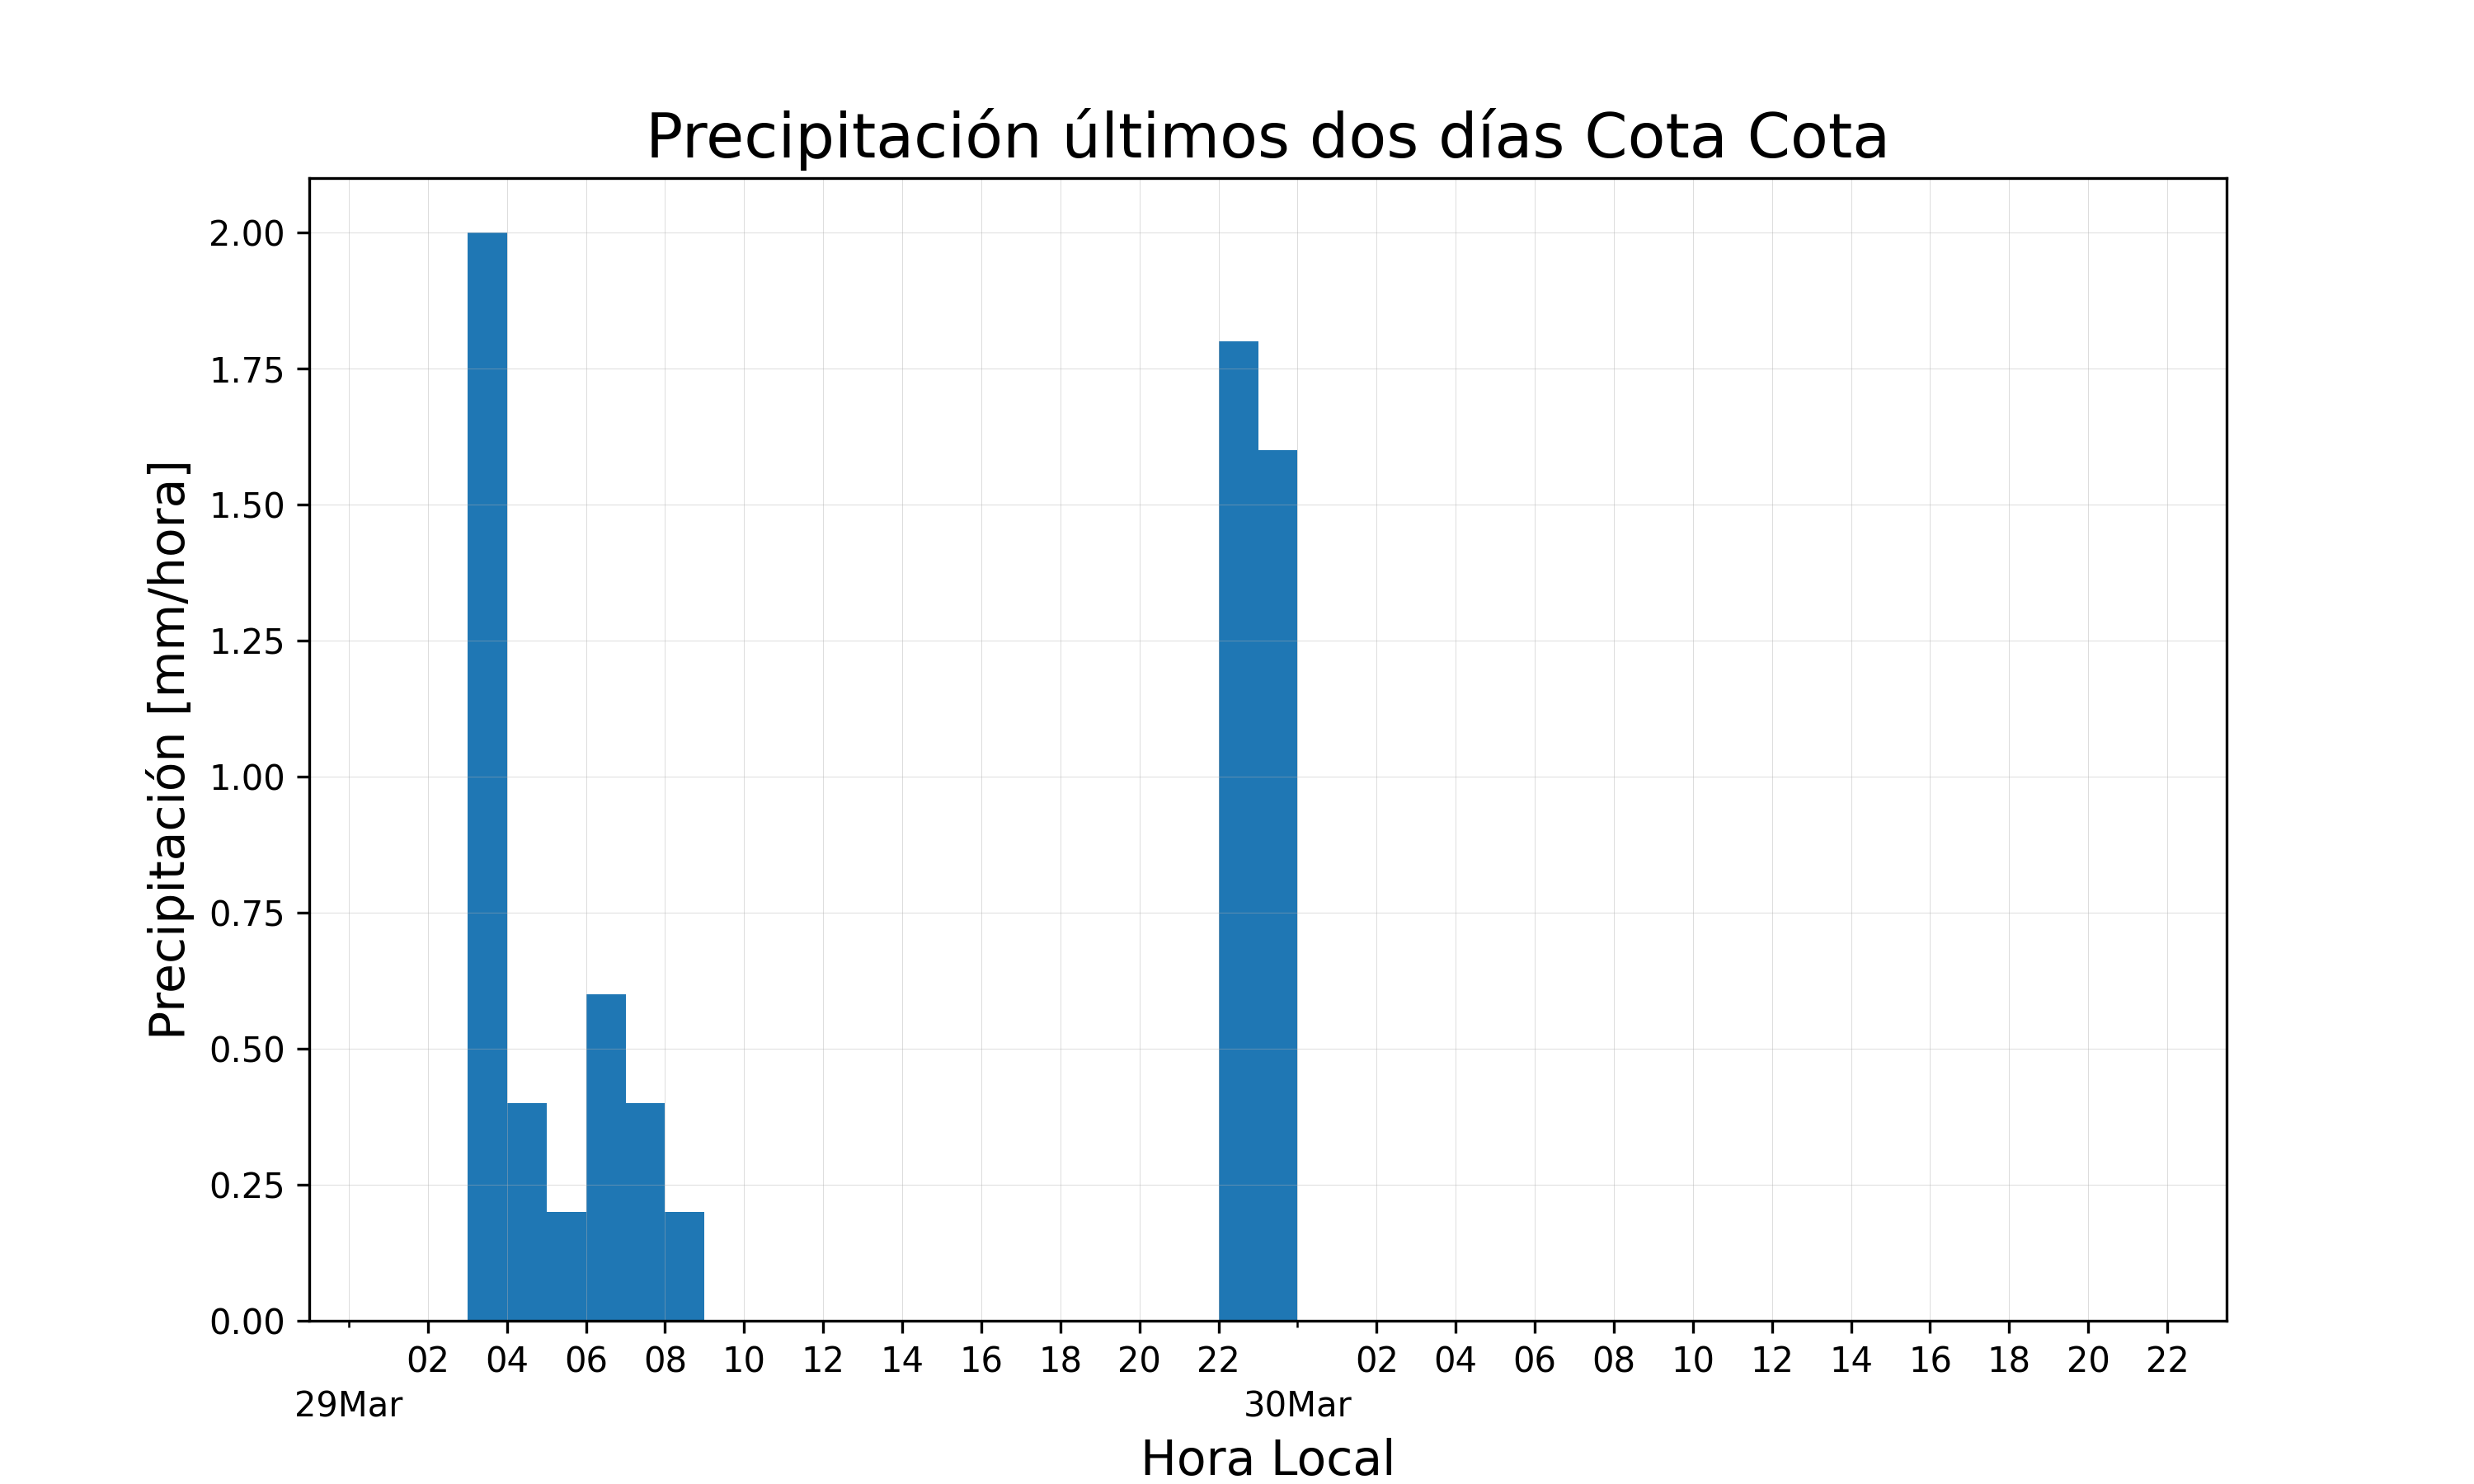 Precipitación últimos dos días Cota Cota
Precipitación [mm/hora]
2.00
1.75
1.50
1.25
1.00
0.75
0.50
0.25
0.00
02 04 06 08 10 12 14 16 18 20 22 02 04 06 08 10 12 14 16 18 20 22
29Mar 30Mar
Hora Local